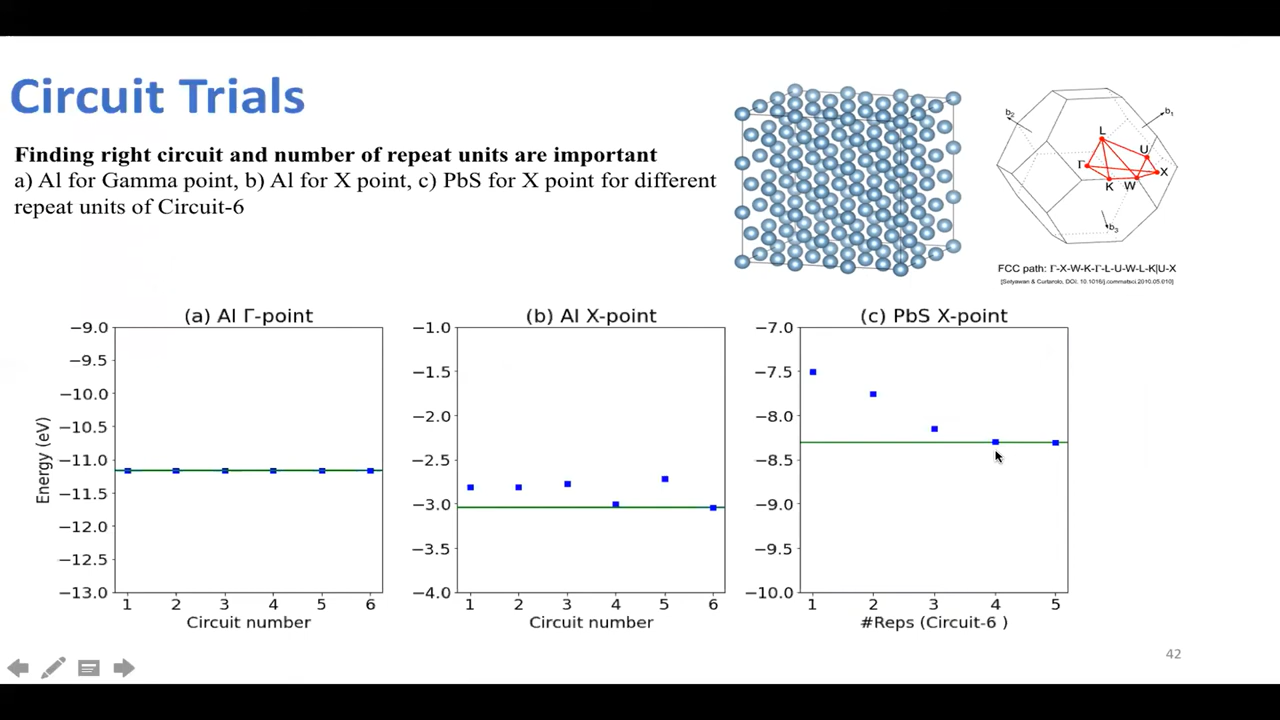 Circuit Trials
Finding right circuit and number of repeat units are important
a) Al for Gamma point, b) Al for X point, c) PbS for X point for different
repeat units of Circuit-6
b₂
b₁
L
U
Γ
X
K
W
b₃
FCC path: Γ-X-W-K-Γ-L-U-W-L-K|U-X
[Setyawan & Curtarolo, DOI: 10.1016/j.commatsci.2010.05.010]
(a) Al Γ-point
Energy (eV)
−9.0
−9.5
−10.0
−10.5
−11.0
−11.5
−12.0
−12.5
−13.0
1 2 3 4 5 6
Circuit number
(b) Al X-point
−1.0
−1.5
−2.0
−2.5
−3.0
−3.5
−4.0
1 2 3 4 5 6
Circuit number
(c) PbS X-point
−7.0
−7.5
−8.0
−8.5
−9.0
−9.5
−10.0
1 2 3 4 5
#Reps (Circuit-6 )
42